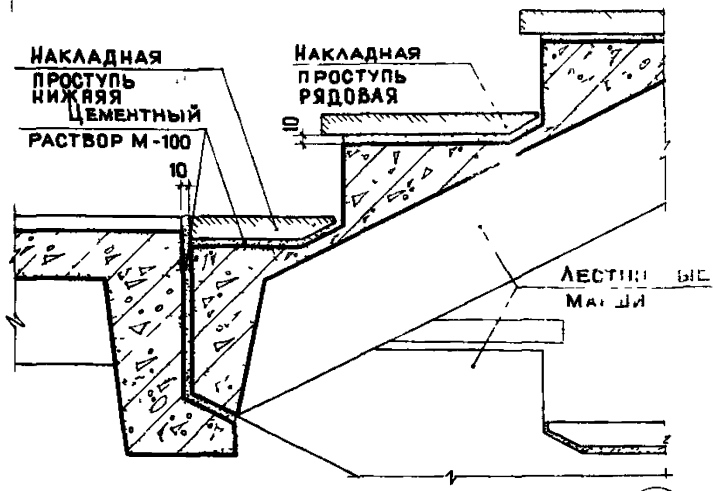 НАКЛАДНАЯ
ПРОСТУПЬ
НИЖНЯЯ
ЦЕМЕНТНЫЙ
РАСТВОР М-100
10
НАКЛАДНАЯ
ПРОСТУПЬ
РЯДОВАЯ
10